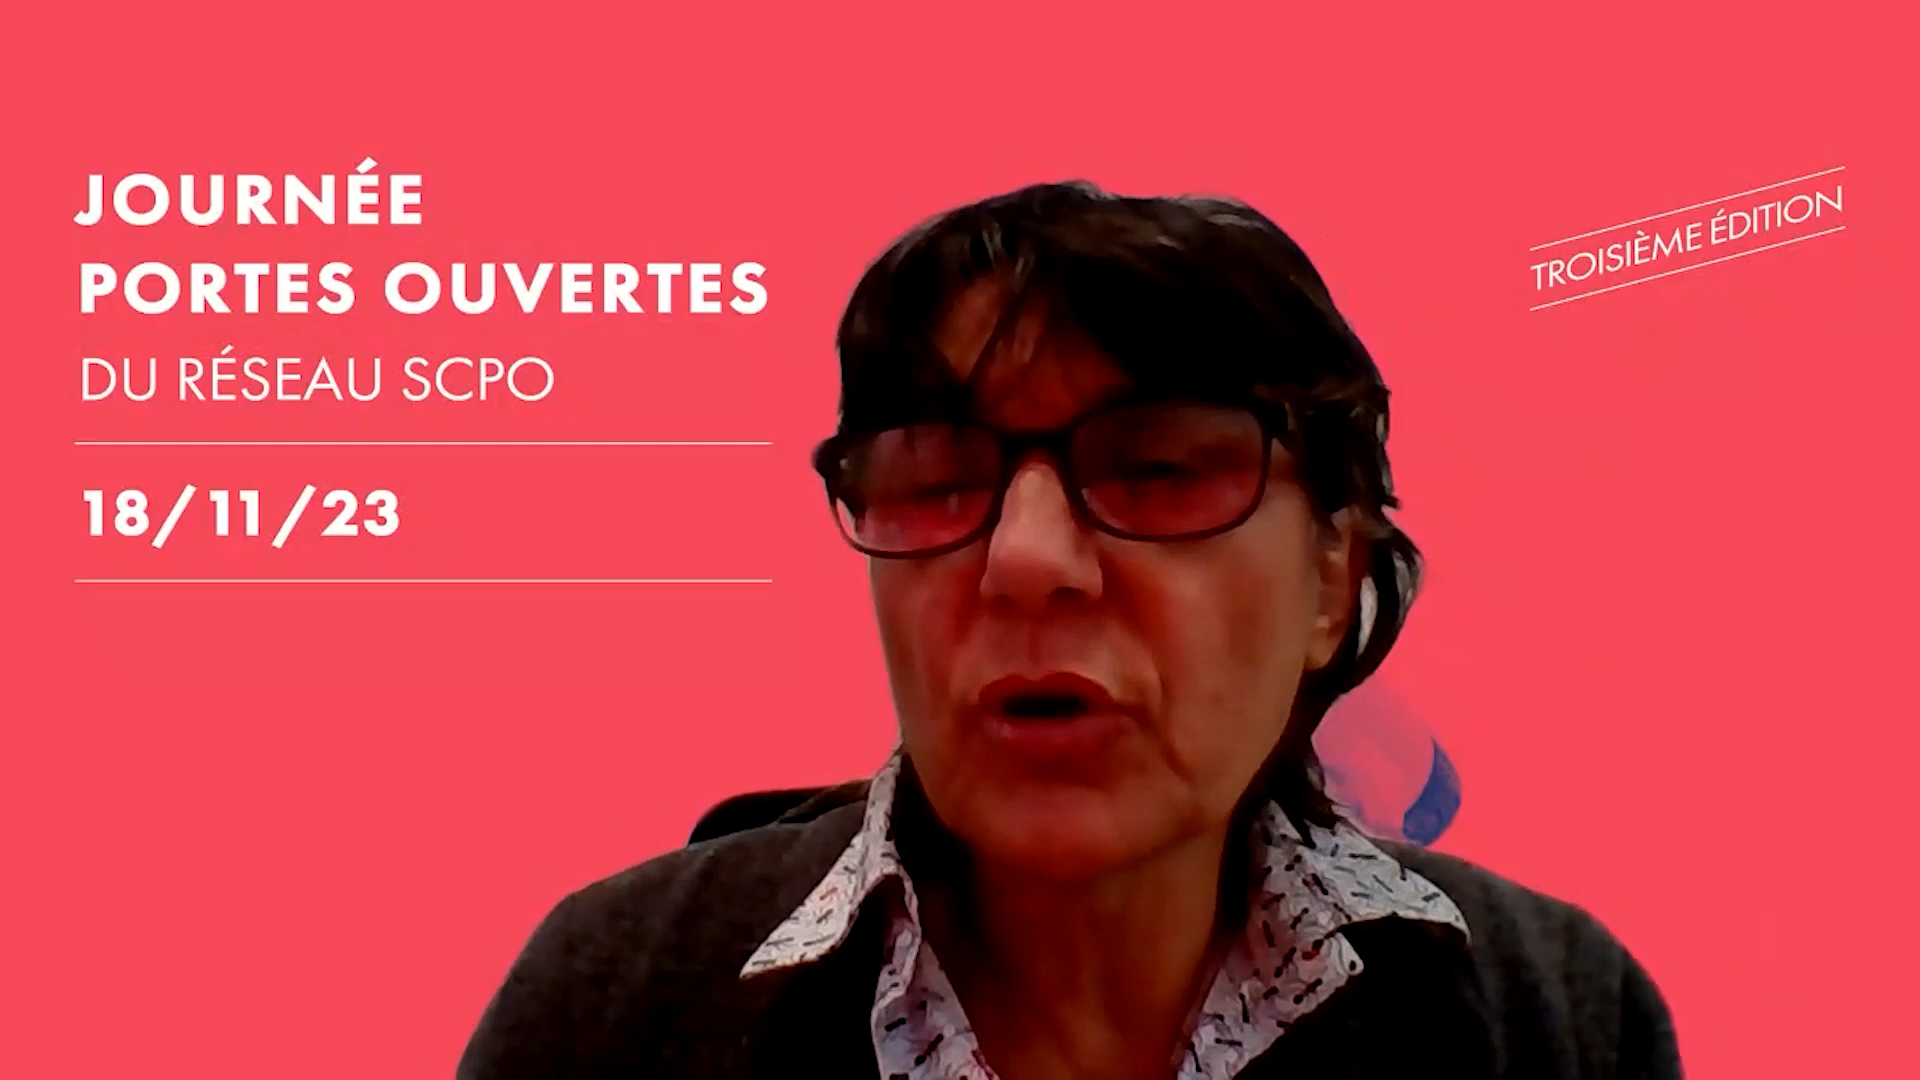 JOURNÉE
PORTES OUVERTES
DU RÉSEAU SCPO
18/11/23
TROISIÈME ÉDITION